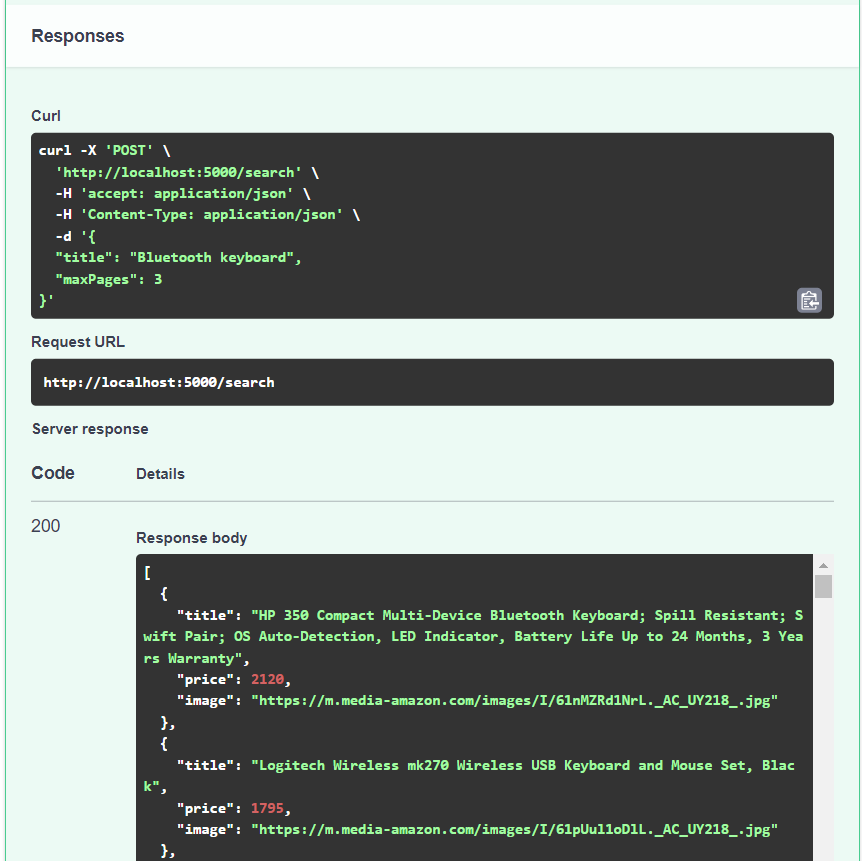 Responses
Curl
curl -X 'POST' \
  'http://localhost:5000/search' \
  -H 'accept: application/json' \
  -H 'Content-Type: application/json' \
  -d '{
  "title": "Bluetooth keyboard",
  "maxPages": 3
}'
Request URL
http://localhost:5000/search
Server response
Code Details
200
Response body
[
  {
    "title": "HP 350 Compact Multi-Device Bluetooth Keyboard; Spill Resistant; S
wift Pair; OS Auto-Detection, LED Indicator, Battery Life Up to 24 Months, 3 Yea
rs Warranty",
    "price": 2120,
    "image": "https://m.media-amazon.com/images/I/61nMZRd1NrL._AC_UY218_.jpg"
  },
  {
    "title": "Logitech Wireless mk270 Wireless USB Keyboard and Mouse Set, Blac
k",
    "price": 1795,
    "image": "https://m.media-amazon.com/images/I/61pUul1oDlL._AC_UY218_.jpg"
  },